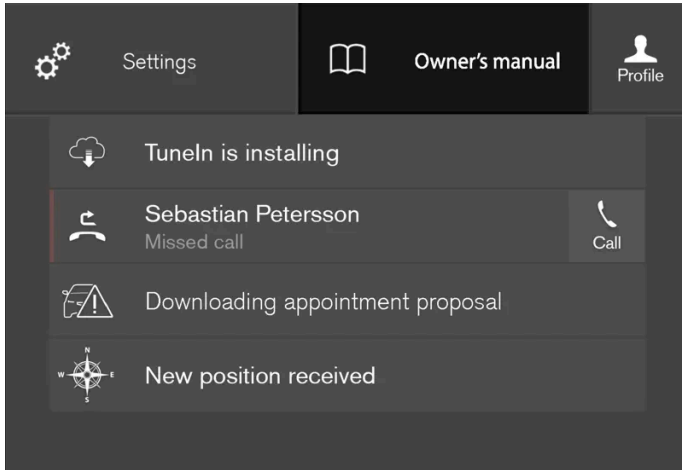 Settings
Owner's manual
Profile
TuneIn is installing
Sebastian Petersson
Missed call
Call
Downloading appointment proposal
N
W E
S
New position received